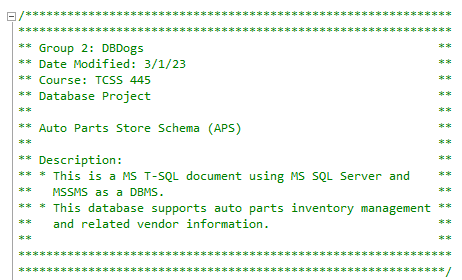 /*********************************************************
**********************************************************
** Group 2: DBDogs **
** Date Modified: 3/1/23 **
** Course: TCSS 445 **
** Database Project **
** **
** Auto Parts Store Schema (APS) **
** **
** Description: **
** * This is a MS T-SQL document using MS SQL Server and **
** MSSMS as a DBMS. **
** * This database supports auto parts inventory management **
** and related vendor information. **
** **
**********************************************************
*********************************************************/